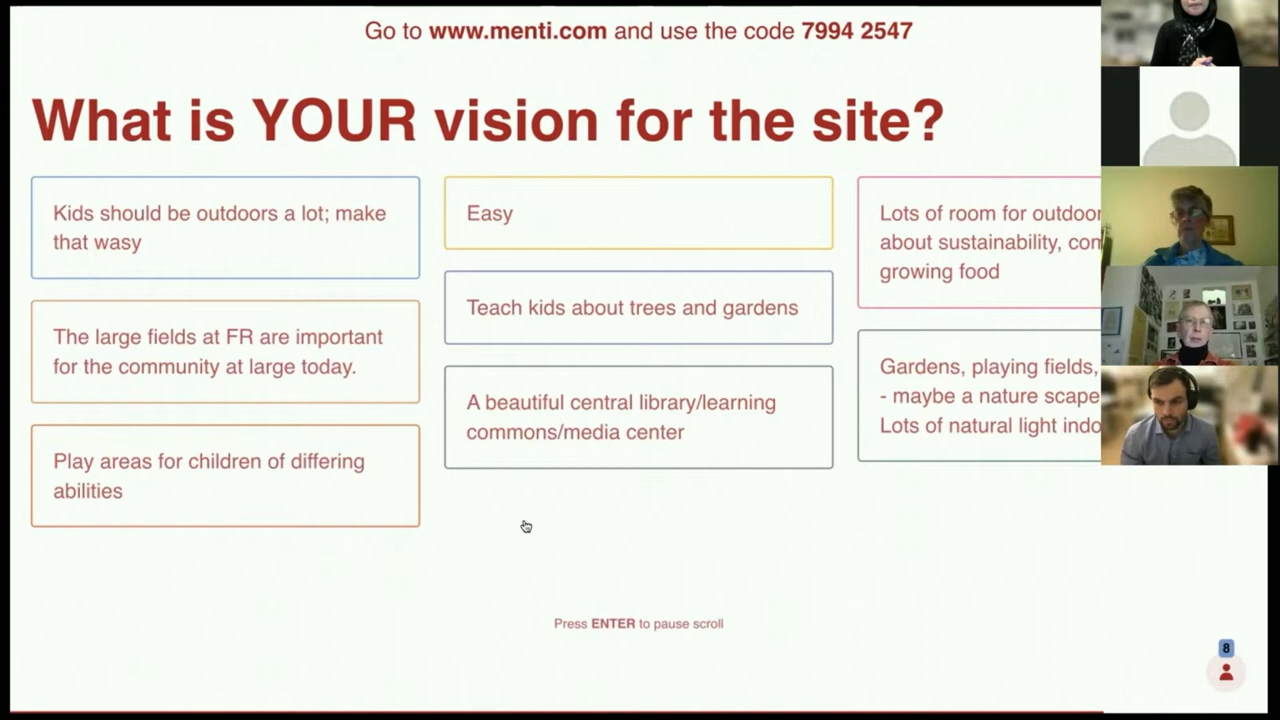 Go to www.menti.com and use the code 7994 2547
What is YOUR vision for the site?
Kids should be outdoors a lot; make
that wasy
The large fields at FR are important
for the community at large today.
Play areas for children of differing
abilities
Easy
Teach kids about trees and gardens
A beautiful central library/learning
commons/media center
Lots of room for
about sustainability,
growing food
Gardens, playing fields,
- maybe a nature scape
Lots of natural light
Press ENTER to pause scroll
8